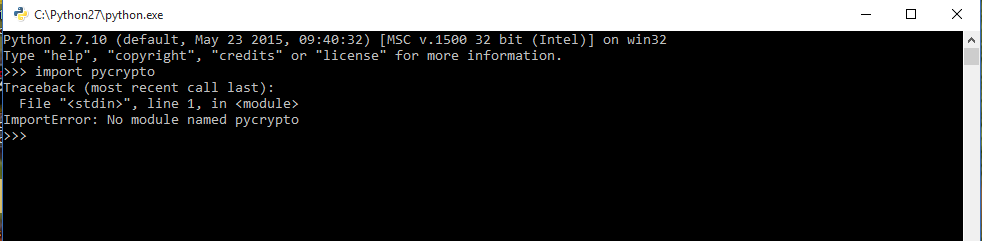 C:\Python27\python.exe
Python 2.7.10 (default, May 23 2015, 09:40:32) [MSC v.1500 32 bit (Intel)] on win32
Type "help", "copyright", "credits" or "license" for more information.
>>> import pycrypto
Traceback (most recent call last):
  File "<stdin>", line 1, in <module>
ImportError: No module named pycrypto
>>>